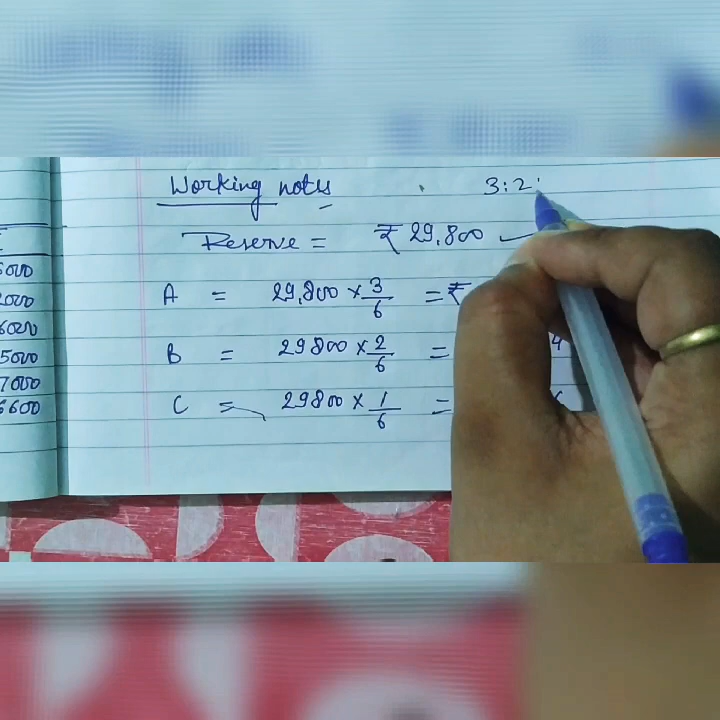 Working notes 3:2:
Reserve = ₹ 29,800
A = 29,800 × 3/6 = ₹
B = 29800 × 2/6 = 4
C = 29800 × 1/6 =
5000
2000
6000
5000
7000
6600